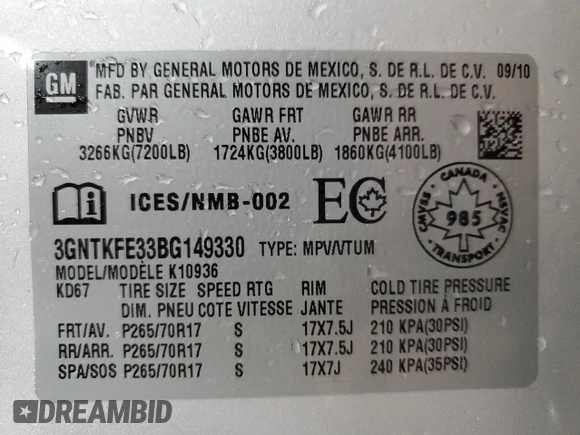 GM
MFD BY GENERAL MOTORS DE MEXICO, S. DE R.L. DE C.V. 09/10
FAB. PAR GENERAL MOTORS DE MEXICO, S. DE R.L. DE C.V.
GVWR GAWR FRT GAWR RR
PNBV PNBE AV. PNBE ARR.
3266KG(7200LB) 1724KG(3800LB) 1860KG(4100LB)
i ICES/NMB-002 EC
CANADA
CMVSS 985 NSVAC
TRANSPORT
3GNTKFE33BG149330 TYPE: MPV/VTUM
MODEL/MODÈLE K10936
KD67 TIRE SIZE SPEED RTG RIM COLD TIRE PRESSURE
DIM. PNEU COTE VITESSE JANTE PRESSION À FROID
FRT/AV. P265/70R17 S 17X7.5J 210 KPA(30PSI)
RR/ARR. P265/70R17 S 17X7.5J 210 KPA(30PSI)
SPA/SOS P265/70R17 S 17X7J 240 KPA(35PSI)
DREAMBID